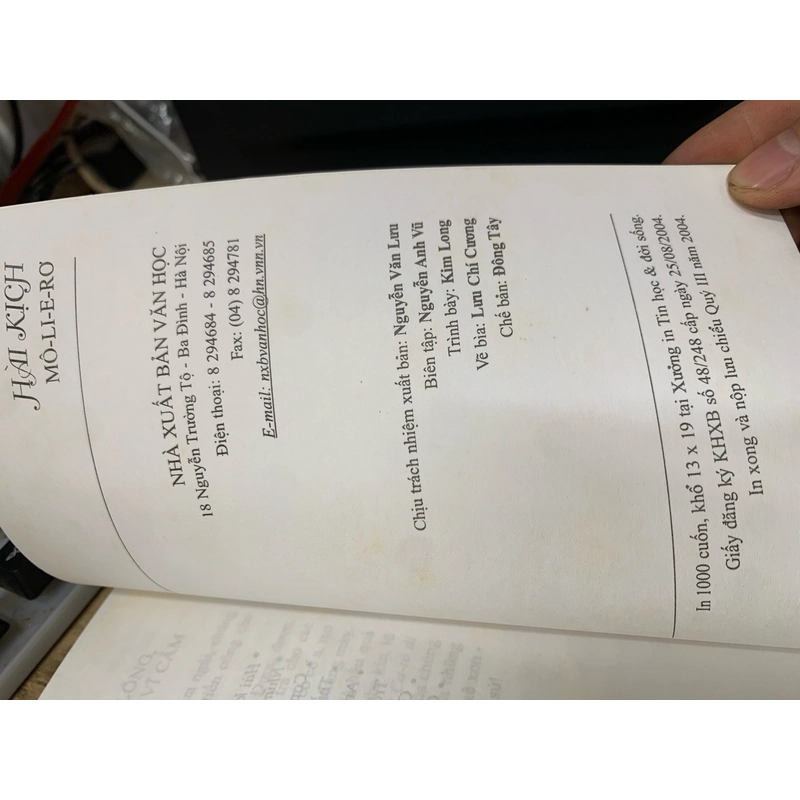 HÀI KỊCH
MÔ-LI-E-RƠ
NHÀ XUẤT BẢN VĂN HỌC
18 Nguyễn Trường Tộ - Ba Đình - Hà Nội
Điện thoại: 8 294684 - 8 294685
Fax: (04) 8 294781
E-mail: nxbvanhoc@hn.vnn.vn
Chịu trách nhiệm xuất bản: Nguyễn Văn Lưu
Biên tập: Nguyễn Anh Vũ
Trình bày: Kim Long
Vẽ bìa: Lưu Chí Cương
Chế bản: Đông Tây
In 1000 cuốn, khổ 13 x 19 tại Xưởng in Tin học & đời sống.
Giấy đăng ký KHXB số 48/248 cấp ngày 25/08/2004.
In xong và nộp lưu chiểu Quý III năm 2004.